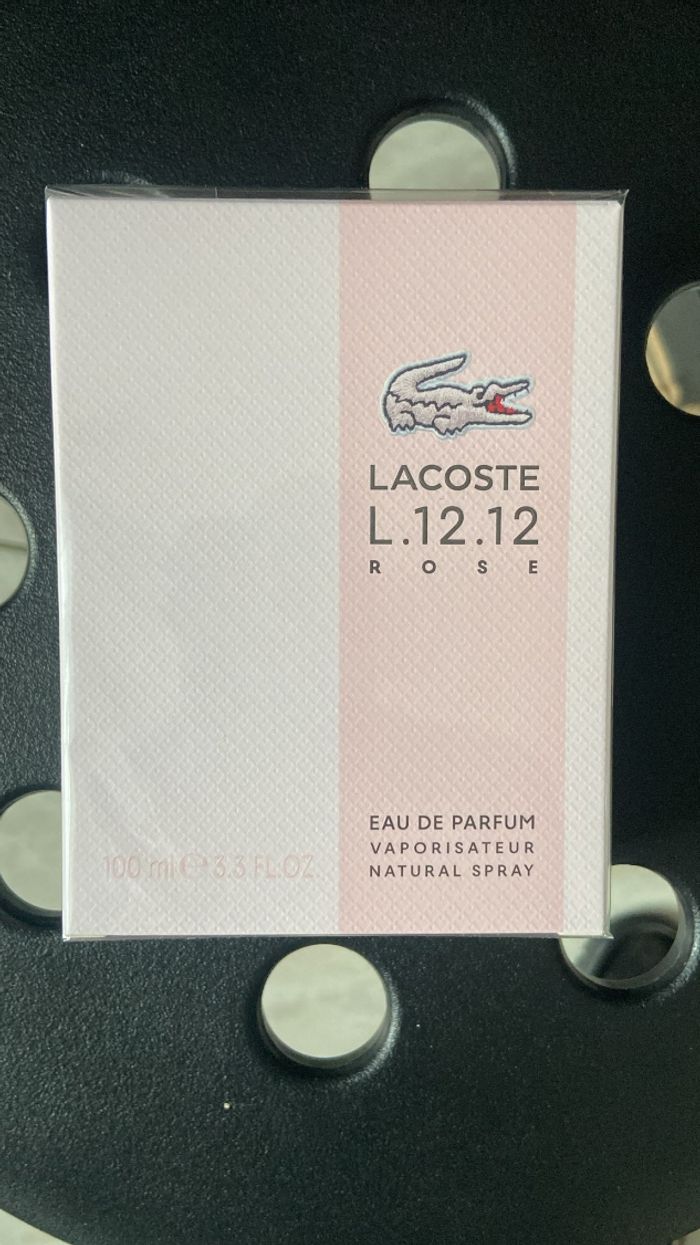 LACOSTE
L.12.12
ROSE
EAU DE PARFUM
VAPORISATEUR
NATURAL SPRAY
100 ml ℮ 3.3 FL.OZ